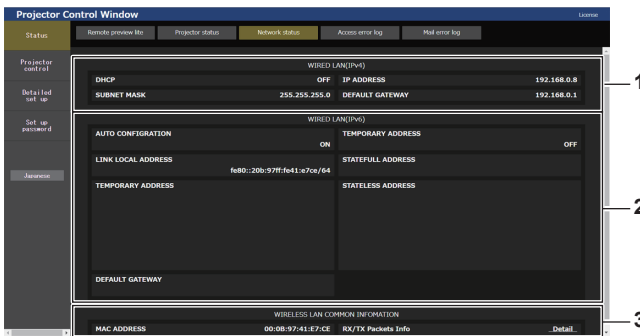 Projector Control Window
License
Status
Remote preview lite
Projector status
Network status
Access error log
Mail error log
Projector
control
Detailed
set up
Set up
password
Japanese
WIRED LAN(IPv4)
DHCP OFF IP ADDRESS 192.168.0.8
SUBNET MASK 255.255.255.0 DEFAULT GATEWAY 192.168.0.1
1
WIRED LAN(IPv6)
AUTO CONFIGRATION TEMPORARY ADDRESS
ON OFF
LINK LOCAL ADDRESS STATEFULL ADDRESS
fe80::20b:97ff:fe41:e7ce/64
TEMPORARY ADDRESS STATELESS ADDRESS
2
DEFAULT GATEWAY
WIRELESS LAN COMMON INFOMATION
3
MAC ADDRESS 00:0B:97:41:E7:CE RX/TX Packets Info Detail